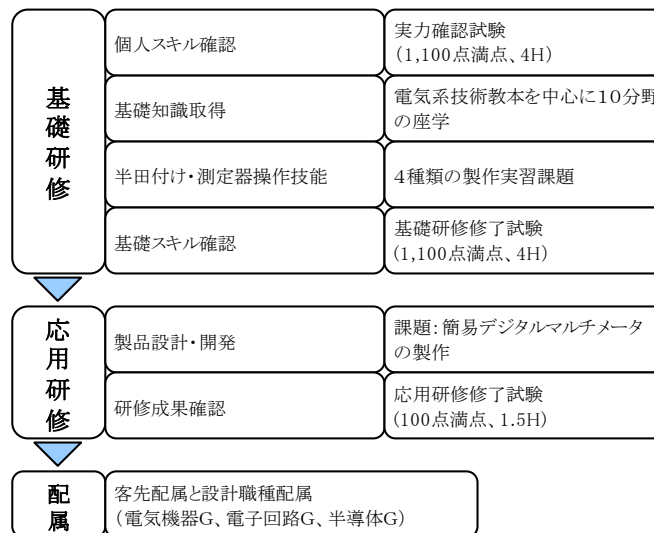 基礎研修
個人スキル確認
実力確認試験
(1,100点満点、4H)
基礎知識取得
電気系技術教本を中心に10分野
の座学
半田付け・測定器操作技能
4種類の製作実習課題
基礎スキル確認
基礎研修修了試験
(1,100点満点、4H)
応用研修
製品設計・開発
課題：簡易デジタルマルチメータ
の製作
研修成果確認
応用研修修了試験
(100点満点、1.5H)
配属
客先配属と設計職種配属
（電気機器G、電子回路G、半導体G）